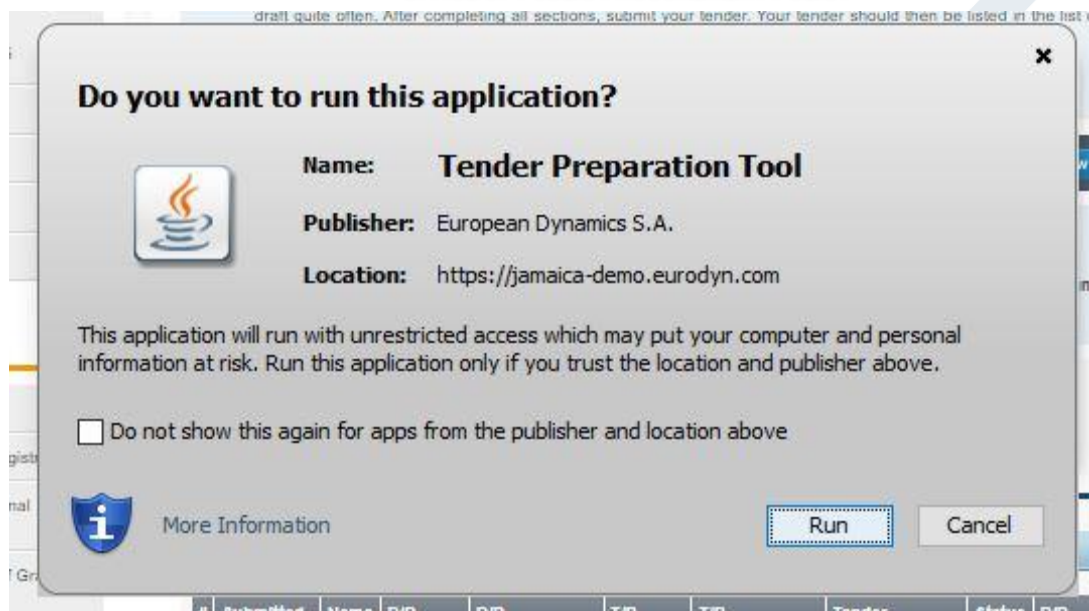 draft quite often. After completing all sections, submit your tender. Your tender should then be listed in the list
Do you want to run this application?
Name: Tender Preparation Tool
Publisher: European Dynamics S.A.
Location: https://jamaica-demo.eurodyn.com
This application will run with unrestricted access which may put your computer and personal
information at risk. Run this application only if you trust the location and publisher above.
Do not show this again for apps from the publisher and location above
More Information
Run Cancel
# Submitted Name Tender Status